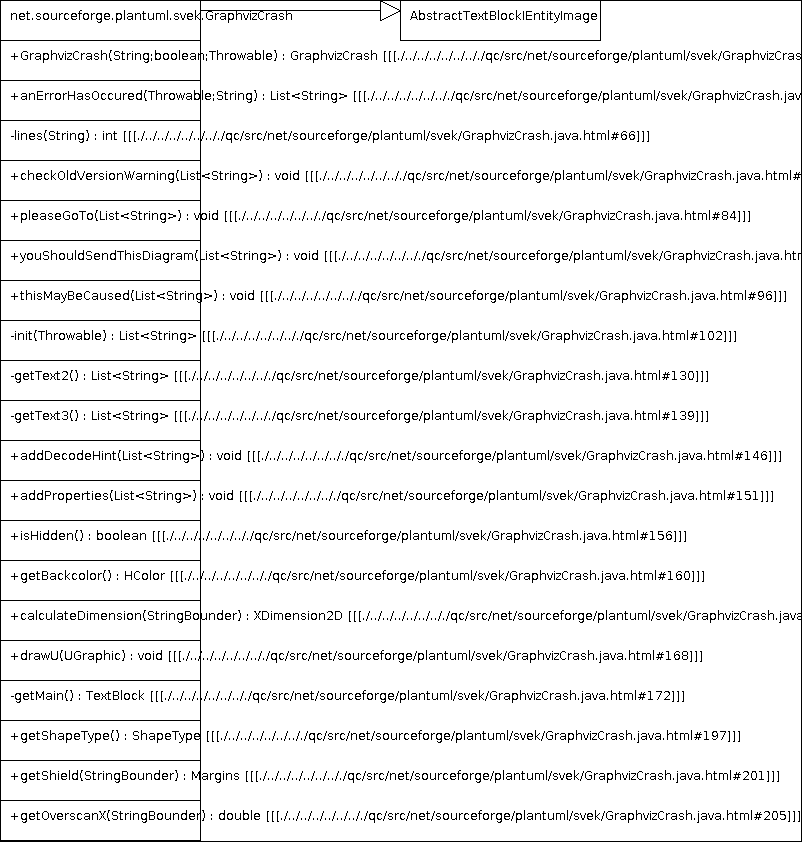 net.sourceforge.plantuml.svek.GraphvizCrash
AbstractTextBlockIEntityImage
+GraphvizCrash(String;boolean;Throwable) : GraphvizCrash [[[./../../../../../../../qc/src/net/sourceforge/plantuml/svek/GraphvizCras
+anErrorHasOccured(Throwable;String) : List<String> [[[./../../../../../../../qc/src/net/sourceforge/plantuml/svek/GraphvizCrash.jav
-lines(String) : int [[[./../../../../../../../qc/src/net/sourceforge/plantuml/svek/GraphvizCrash.java.html#66]]]
+checkOldVersionWarning(List<String>) : void [[[./../../../../../../../qc/src/net/sourceforge/plantuml/svek/GraphvizCrash.java.html#
+pleaseGoTo(List<String>) : void [[[./../../../../../../../qc/src/net/sourceforge/plantuml/svek/GraphvizCrash.java.html#84]]]
+youShouldSendThisDiagram(List<String>) : void [[[./../../../../../../../qc/src/net/sourceforge/plantuml/svek/GraphvizCrash.java.htm
+thisMayBeCaused(List<String>) : void [[[./../../../../../../../qc/src/net/sourceforge/plantuml/svek/GraphvizCrash.java.html#96]]]
-init(Throwable) : List<String> [[[./../../../../../../../qc/src/net/sourceforge/plantuml/svek/GraphvizCrash.java.html#102]]]
-getText2() : List<String> [[[./../../../../../../../qc/src/net/sourceforge/plantuml/svek/GraphvizCrash.java.html#130]]]
-getText3() : List<String> [[[./../../../../../../../qc/src/net/sourceforge/plantuml/svek/GraphvizCrash.java.html#139]]]
+addDecodeHint(List<String>) : void [[[./../../../../../../../qc/src/net/sourceforge/plantuml/svek/GraphvizCrash.java.html#146]]]
+addProperties(List<String>) : void [[[./../../../../../../../qc/src/net/sourceforge/plantuml/svek/GraphvizCrash.java.html#151]]]
+isHidden() : boolean [[[./../../../../../../../qc/src/net/sourceforge/plantuml/svek/GraphvizCrash.java.html#156]]]
+getBackcolor() : HColor [[[./../../../../../../../qc/src/net/sourceforge/plantuml/svek/GraphvizCrash.java.html#160]]]
+calculateDimension(StringBounder) : XDimension2D [[[./../../../../../../../qc/src/net/sourceforge/plantuml/svek/GraphvizCrash.java
+drawU(UGraphic) : void [[[./../../../../../../../qc/src/net/sourceforge/plantuml/svek/GraphvizCrash.java.html#168]]]
-getMain() : TextBlock [[[./../../../../../../../qc/src/net/sourceforge/plantuml/svek/GraphvizCrash.java.html#172]]]
+getShapeType() : ShapeType [[[./../../../../../../../qc/src/net/sourceforge/plantuml/svek/GraphvizCrash.java.html#197]]]
+getShield(StringBounder) : Margins [[[./../../../../../../../qc/src/net/sourceforge/plantuml/svek/GraphvizCrash.java.html#201]]]
+getOverscanX(StringBounder) : double [[[./../../../../../../../qc/src/net/sourceforge/plantuml/svek/GraphvizCrash.java.html#205]]]